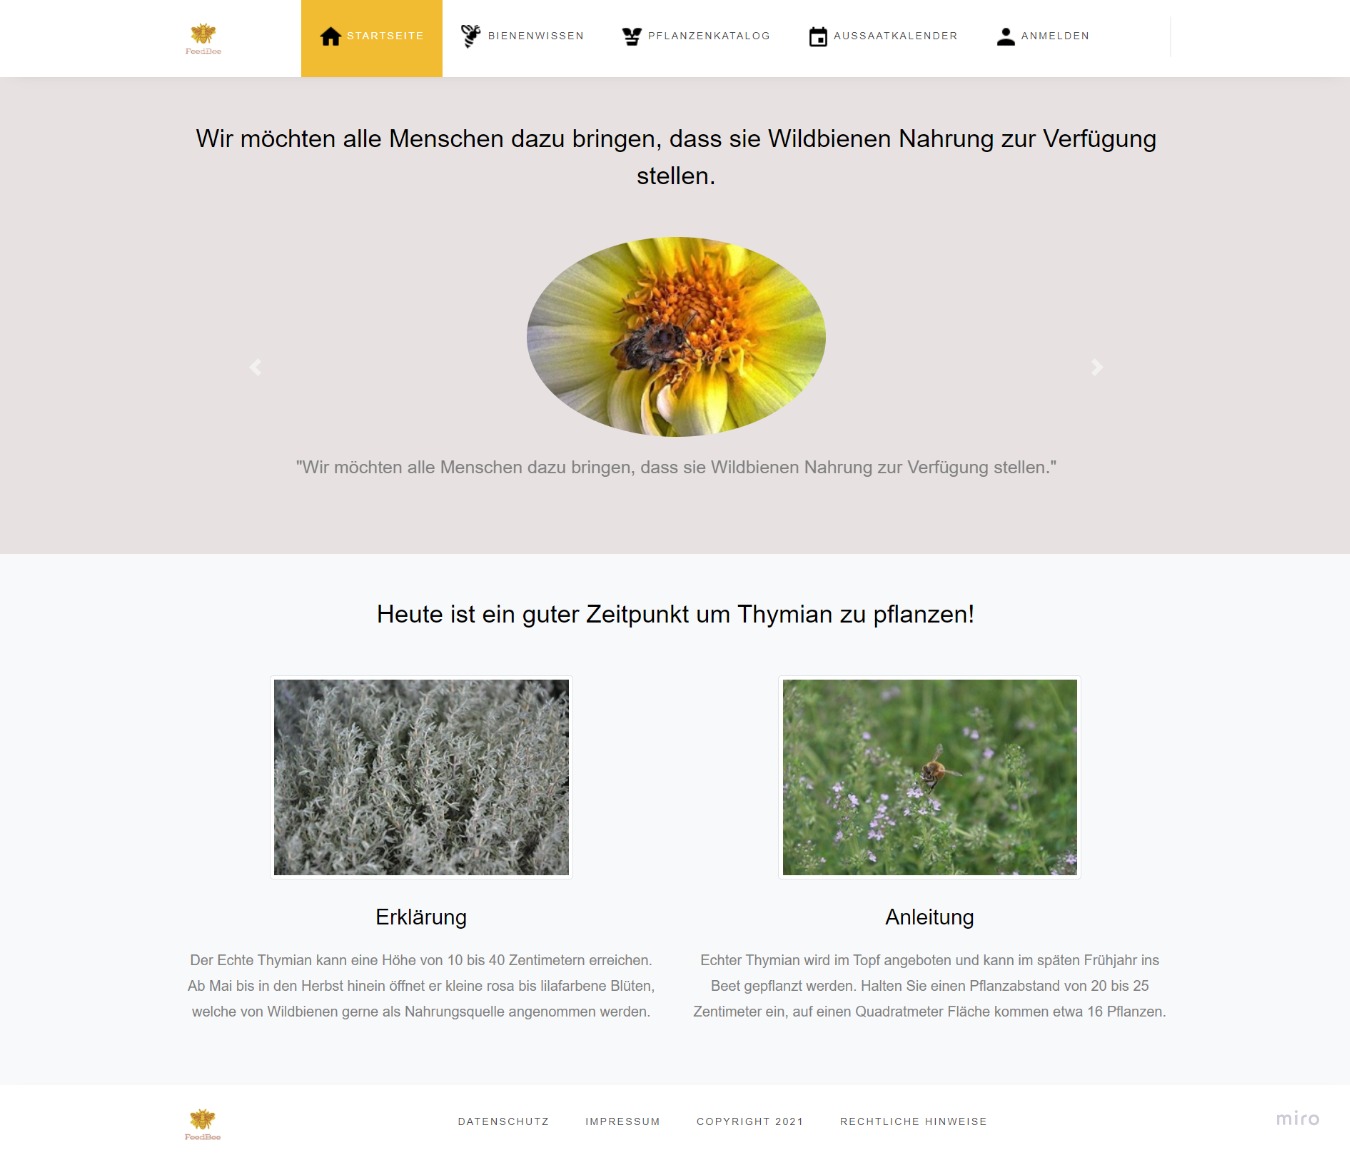 FeedBee
STARTSEITE
BIENENWISSEN
PFLANZENKATALOG
AUSSAATKALENDER
ANMELDEN
Wir möchten alle Menschen dazu bringen, dass sie Wildbienen Nahrung zur Verfügung
stellen.
"Wir möchten alle Menschen dazu bringen, dass sie Wildbienen Nahrung zur Verfügung stellen."
Heute ist ein guter Zeitpunkt um Thymian zu pflanzen!
Erklärung
Der Echte Thymian kann eine Höhe von 10 bis 40 Zentimetern erreichen.
Ab Mai bis in den Herbst hinein öffnet er kleine rosa bis lilafarbene Blüten,
welche von Wildbienen gerne als Nahrungsquelle angenommen werden.
Anleitung
Echter Thymian wird im Topf angeboten und kann im späten Frühjahr ins
Beet gepflanzt werden. Halten Sie einen Pflanzabstand von 20 bis 25
Zentimeter ein, auf einen Quadratmeter Fläche kommen etwa 16 Pflanzen.
FeedBee
DATENSCHUTZ
IMPRESSUM
COPYRIGHT 2021
RECHTLICHE HINWEISE
miro